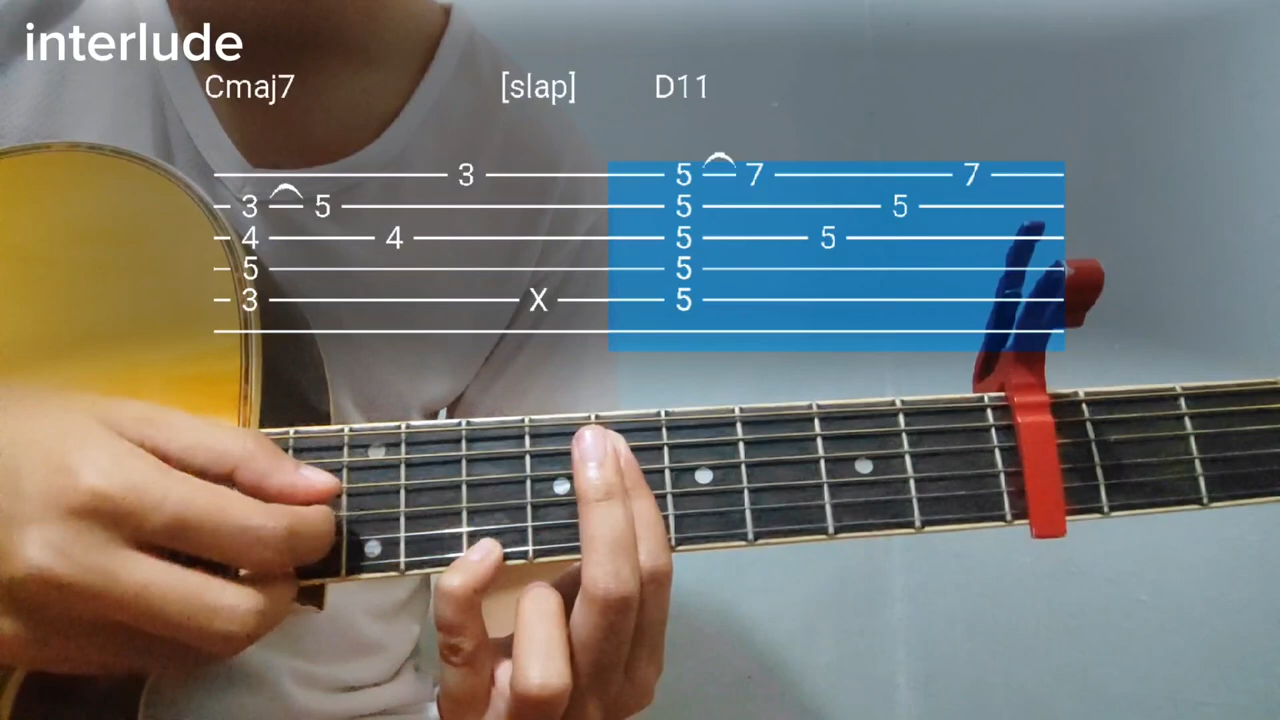 interlude
Cmaj7 [slap] D11
3 5 7 7
3 5 5 5
4 4 5 5
5 5
3 X 5